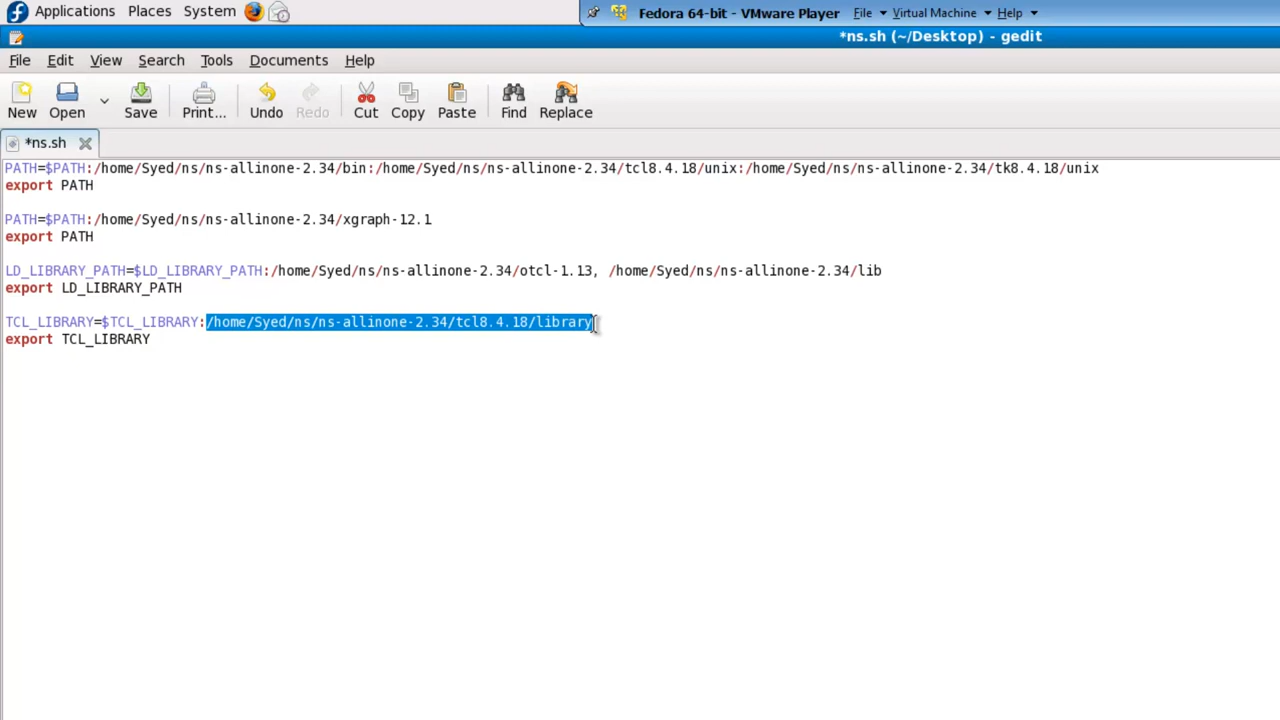 Applications Places System
Fedora 64-bit - VMware Player File Virtual Machine Help
*ns.sh (~/Desktop) - gedit
File Edit View Search Tools Documents Help
New Open Save Print... Undo Redo Cut Copy Paste Find Replace
*ns.sh
PATH=$PATH:/home/Syed/ns/ns-allinone-2.34/bin:/home/Syed/ns/ns-allinone-2.34/tcl8.4.18/unix:/home/Syed/ns/ns-allinone-2.34/tk8.4.18/unix
export PATH
PATH=$PATH:/home/Syed/ns/ns-allinone-2.34/xgraph-12.1
export PATH
LD_LIBRARY_PATH=$LD_LIBRARY_PATH:/home/Syed/ns/ns-allinone-2.34/otcl-1.13, /home/Syed/ns/ns-allinone-2.34/lib
export LD_LIBRARY_PATH
TCL_LIBRARY=$TCL_LIBRARY:/home/Syed/ns/ns-allinone-2.34/tcl8.4.18/library
export TCL_LIBRARY